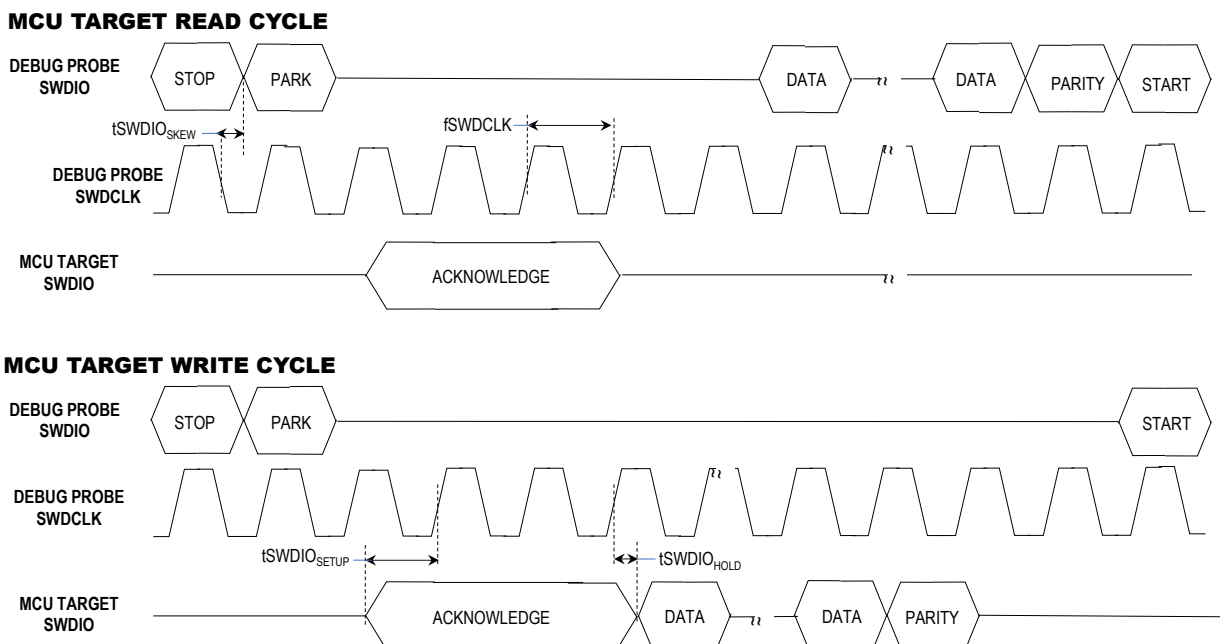 MCU TARGET READ CYCLE
DEBUG PROBE
SWDIO
STOP
PARK
DATA
DATA
PARITY
START
tSWDIOSKEW
fSWDCLK
DEBUG PROBE
SWDCLK
MCU TARGET
SWDIO
ACKNOWLEDGE
MCU TARGET WRITE CYCLE
DEBUG PROBE
SWDIO
STOP
PARK
START
DEBUG PROBE
SWDCLK
tSWDIOSETUP
tSWDIOHOLD
MCU TARGET
SWDIO
ACKNOWLEDGE
DATA
DATA
PARITY